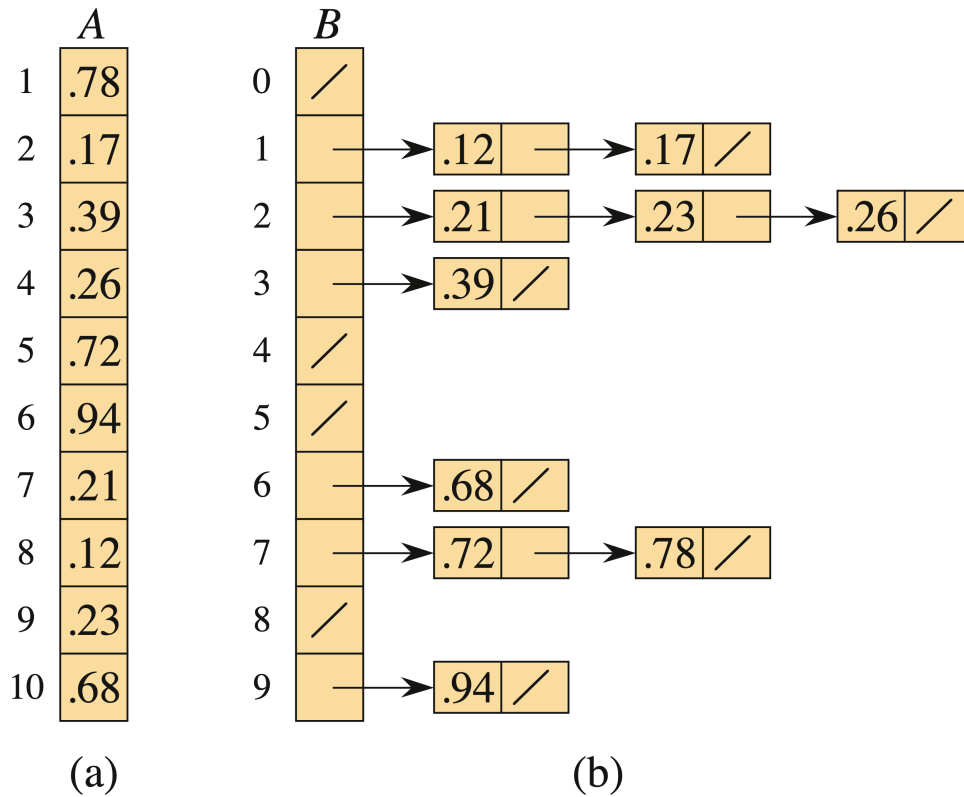 A B
1 .78 0
2 .17 1 .12 .17
3 .39 2 .21 .23 .26
4 .26 3 .39
5 .72 4
6 .94 5
7 .21 6 .68
8 .12 7 .72 .78
9 .23 8
10 .68 9 .94
(a) (b)